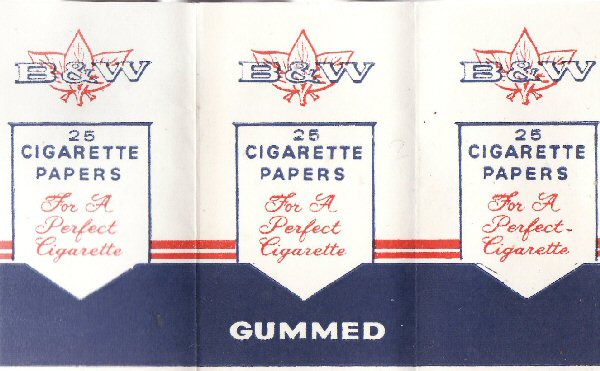 B&W
25
CIGARETTE
PAPERS
For A
Perfect
Cigarette
B&W
25
CIGARETTE
PAPERS
For A
Perfect
Cigarette
GUMMED
B&W
25
CIGARETTE
PAPERS
For A
Perfect-
Cigarette